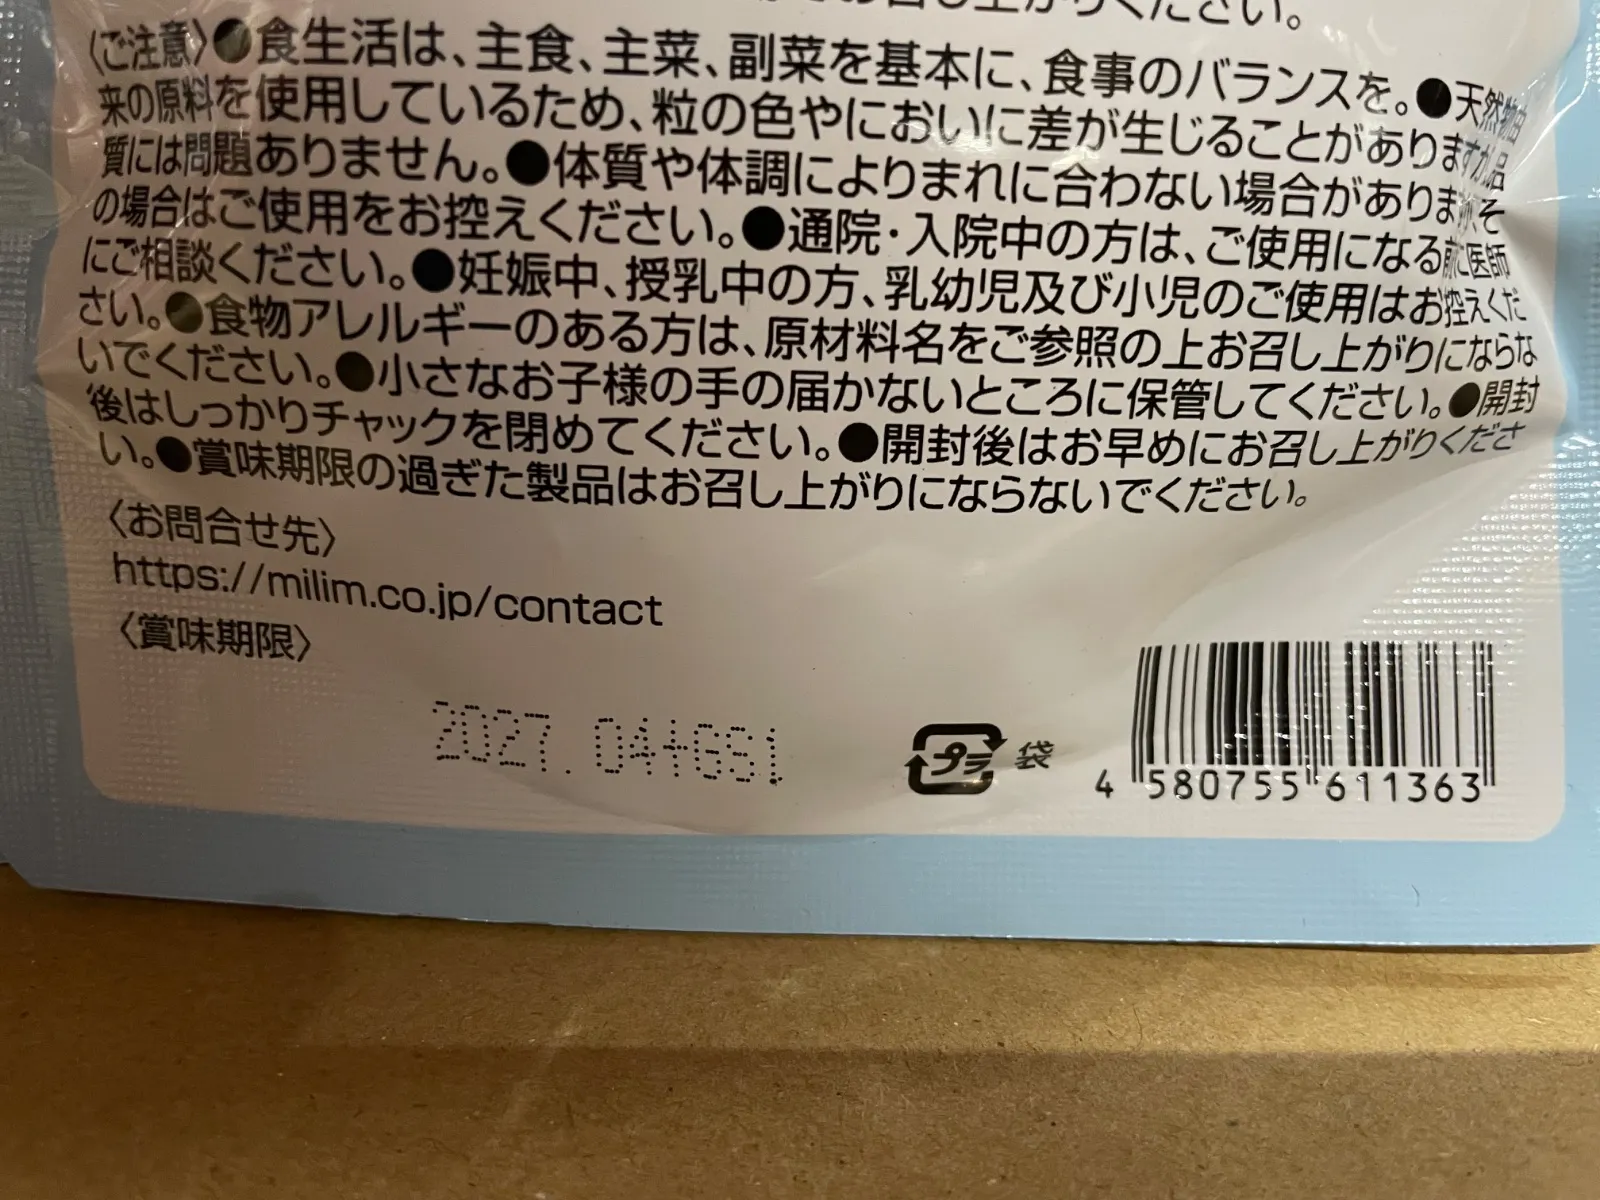 お召し上がりください。
〈ご注意〉●食生活は、主食、主菜、副菜を基本に、食事のバランスを。●天然物由
来の原料を使用しているため、粒の色やにおいに差が生じることがありますが、品
質には問題ありません。●体質や体調によりまれに合わない場合があります。そ
の場合はご使用をお控えください。●通院・入院中の方は、ご使用になる前に医師
にご相談ください。●妊娠中、授乳中の方、乳幼児及び小児のご使用はお控えくだ
さい。●食物アレルギーのある方は、原材料名をご参照の上お召し上がりにならな
いでください。●小さなお子様の手の届かないところに保管してください。●開封
後はしっかりチャックを閉めてください。●開封後はお早めにお召し上がりくださ
い。●賞味期限の過ぎた製品はお召し上がりにならないでください。
〈お問合せ先〉
https://milim.co.jp/contact
〈賞味期限〉
2027.04+GS1
プラ 袋
4 580755 611363